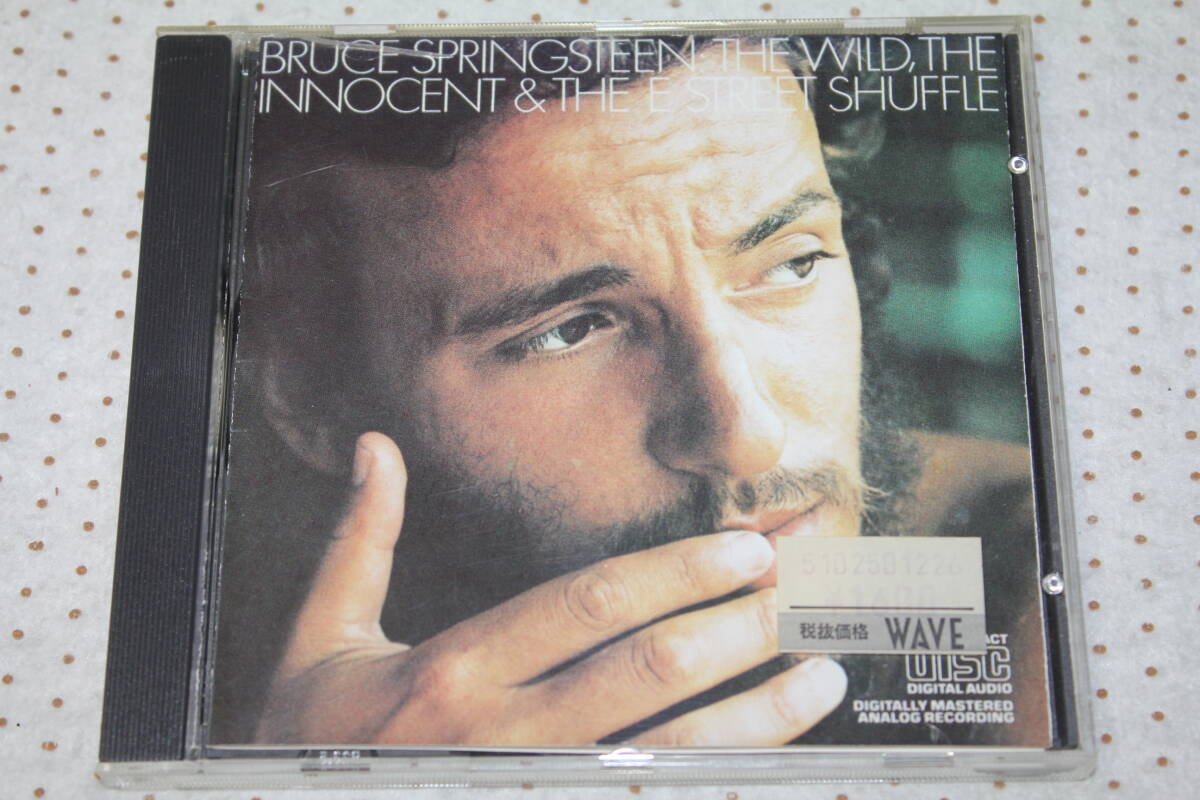 BRUCE SPRINGSTEEN: THE WILD, THE
INNOCENT & THE E STREET SHUFFLE
5102501226
税抜価格 WAVE
DISC
DIGITAL AUDIO
DIGITALLY MASTERED
ANALOG RECORDING